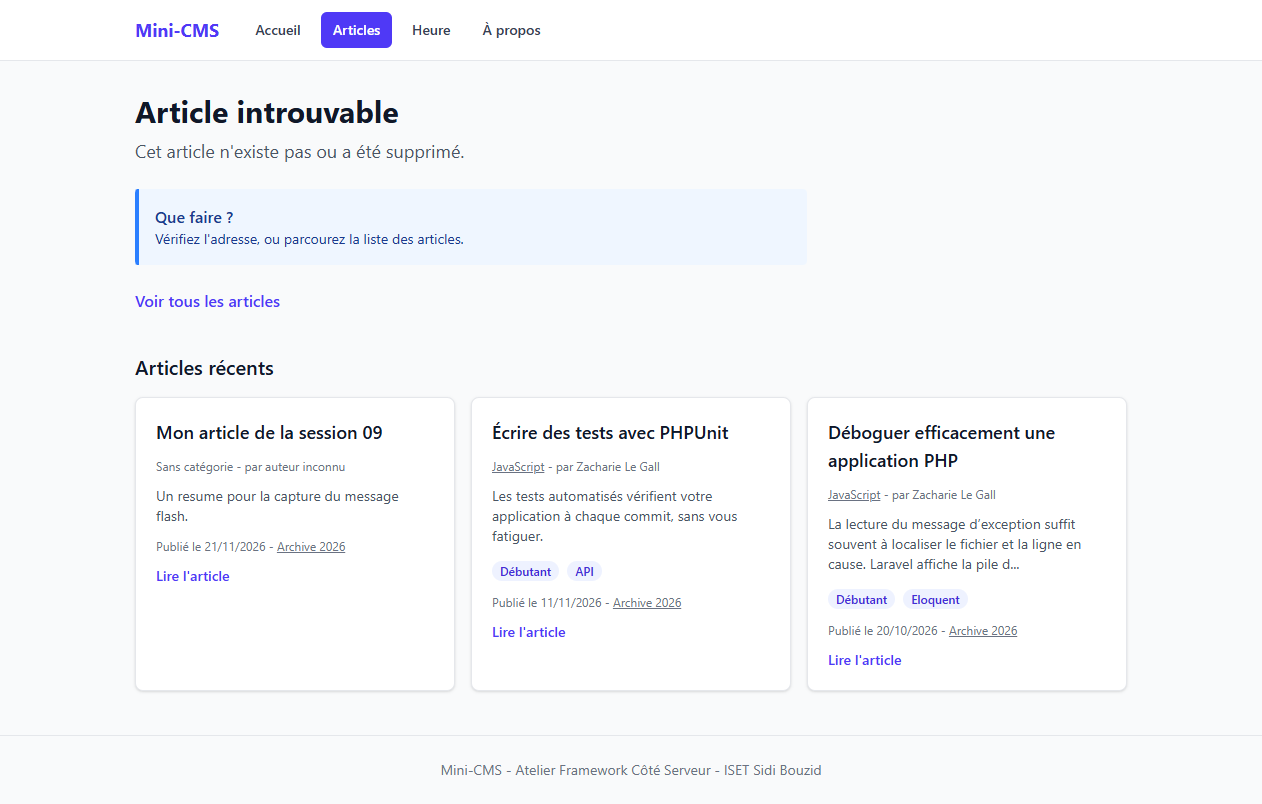 Mini-CMS Accueil Articles Heure À propos
Article introuvable
Cet article n'existe pas ou a été supprimé.
Que faire ?
Vérifiez l'adresse, ou parcourez la liste des articles.
Voir tous les articles
Articles récents
Mon article de la session 09
Sans catégorie - par auteur inconnu
Un resume pour la capture du message
flash.
Publié le 21/11/2026 - Archive 2026
Lire l'article
Écrire des tests avec PHPUnit
JavaScript - par Zacharie Le Gall
Les tests automatisés vérifient votre
application à chaque commit, sans vous
fatiguer.
Débutant API
Publié le 11/11/2026 - Archive 2026
Lire l'article
Déboguer efficacement une
application PHP
JavaScript - par Zacharie Le Gall
La lecture du message d’exception suffit
souvent à localiser le fichier et la ligne en
cause. Laravel affiche la pile d...
Débutant Eloquent
Publié le 20/10/2026 - Archive 2026
Lire l'article
Mini-CMS - Atelier Framework Côté Serveur - ISET Sidi Bouzid